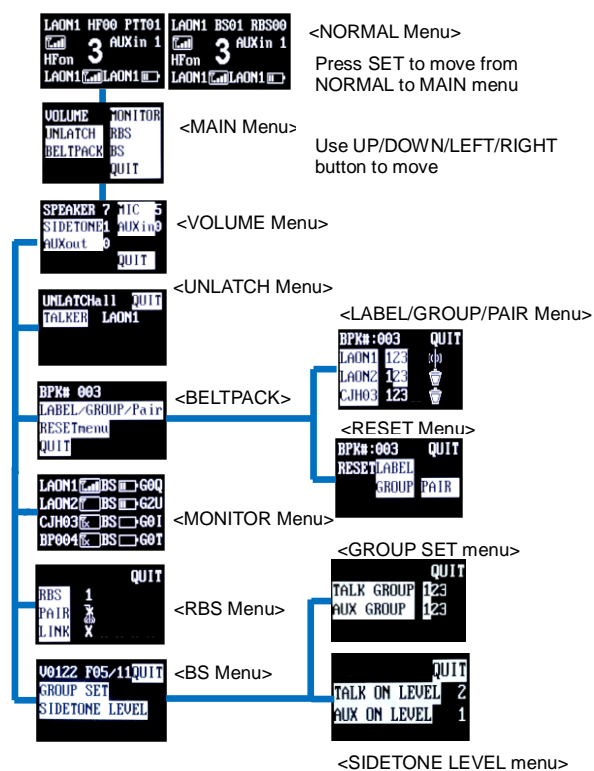 LAON1 HF00 PTT01
AUXin 1
HFon 3
LAON1 LAON1
LAON1 BS01 RBS00
AUXin 1
HFon 3
LAON1 LAON1
<NORMAL Menu>
Press SET to move from
NORMAL to MAIN menu
VOLUME MONITOR
UNLATCH RBS
BELTPACK BS
QUIT
<MAIN Menu>
Use UP/DOWN/LEFT/RIGHT
button to move
SPEAKER 7 MIC 5
SIDETONE1 AUXin0
AUXout 0
QUIT
<VOLUME Menu>
UNLATCHall QUIT
TALKER LAON1
<UNLATCH Menu>
BPK# 003
LABEL/GROUP/Pair
RESETmenu
QUIT
<BELTPACK>
<LABEL/GROUP/PAIR Menu>
BPK#:003 QUIT
LAON1 123
LAON2 123
CJH03 123
<RESET Menu>
BPK#:003 QUIT
RESET LABEL
GROUP PAIR
LAON1 BS G0Q
LAON2 BS G2U
CJH03 BS G0I
BP004 BS G0T
<MONITOR Menu>
QUIT
RBS 1
PAIR
LINK X
<RBS Menu>
V0122 F05/11QUIT
GROUP SET
SIDETONE LEVEL
<BS Menu>
<GROUP SET menu>
QUIT
TALK GROUP 123
AUX GROUP 123
QUIT
TALK ON LEVEL 2
AUX ON LEVEL 1
<SIDETONE LEVEL menu>